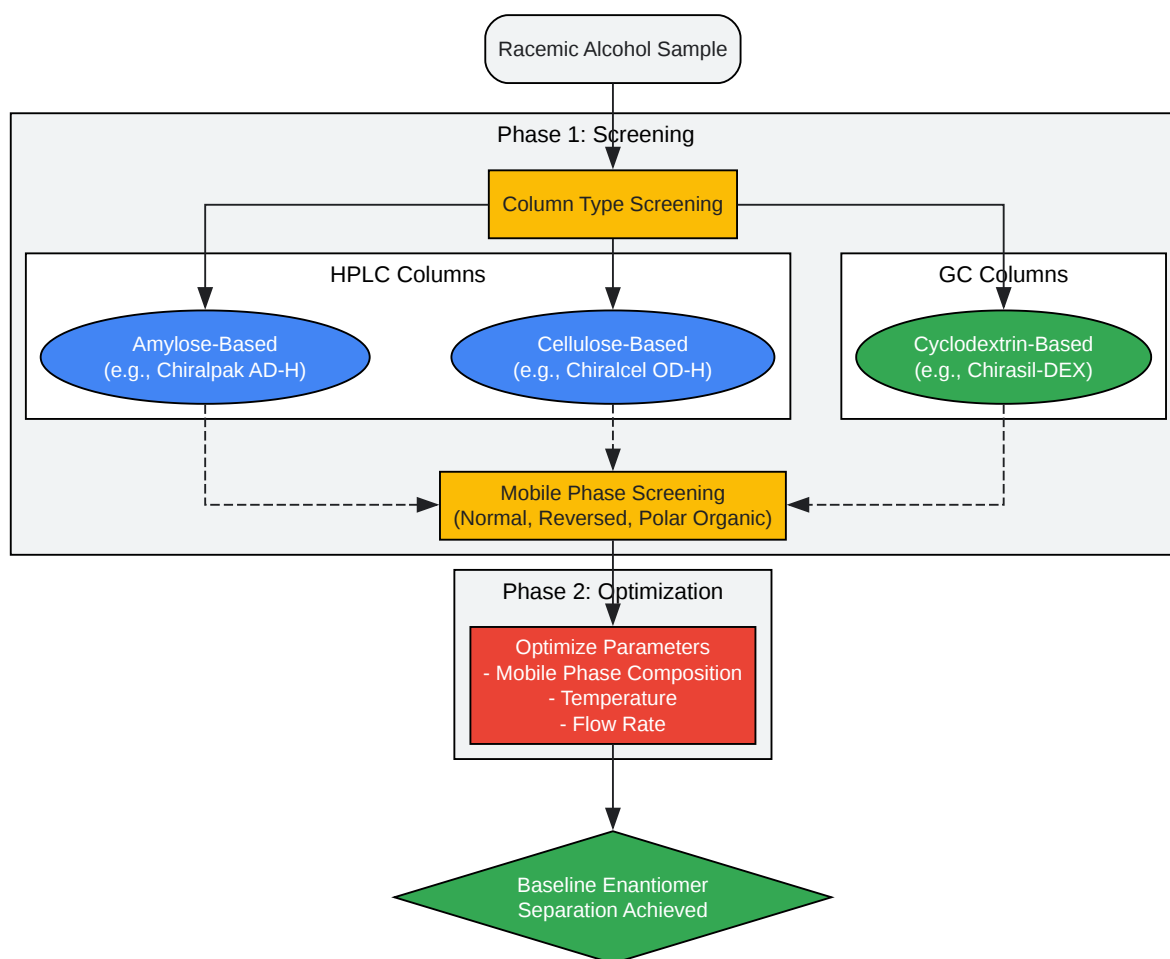 Racemic Alcohol Sample
Phase 1: Screening
Column Type Screening
HPLC Columns
GC Columns
Amylose-Based
(e.g., Chiralpak AD-H)
Cellulose-Based
(e.g., Chiralcel OD-H)
Cyclodextrin-Based
(e.g., Chirasil-DEX)
Mobile Phase Screening
(Normal, Reversed, Polar Organic)
Phase 2: Optimization
Optimize Parameters
- Mobile Phase Composition
- Temperature
- Flow Rate
Baseline Enantiomer
Separation Achieved